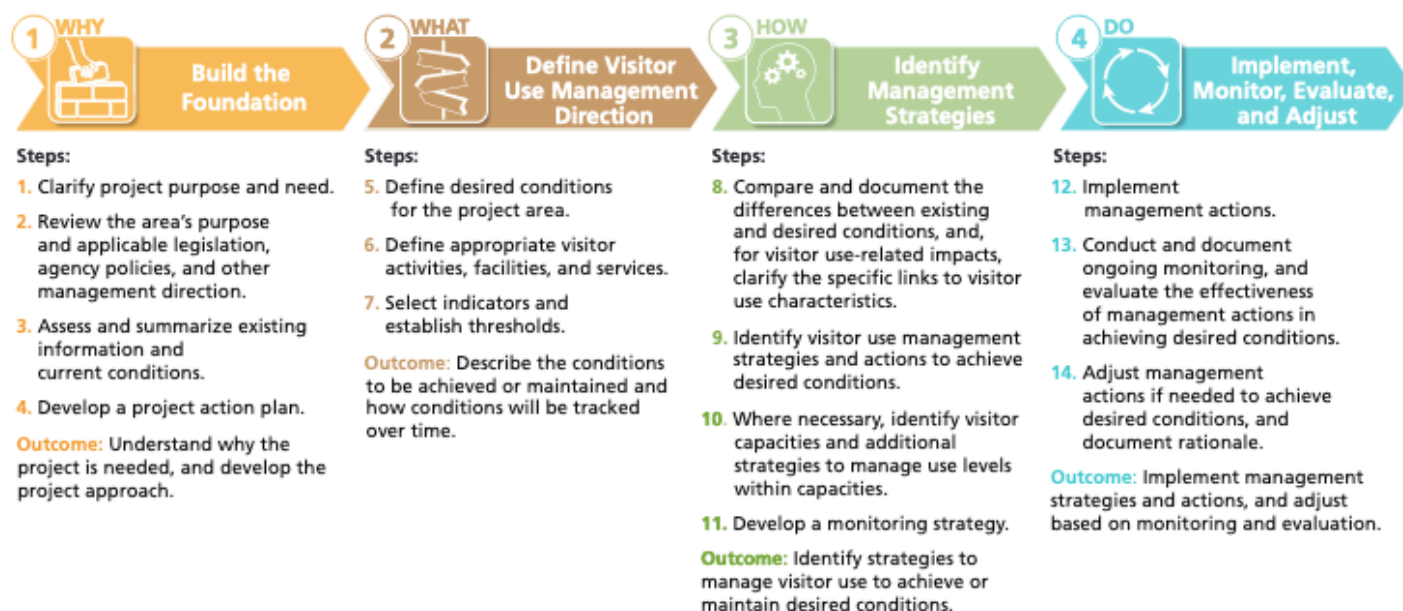 1 WHY
Build the
Foundation
Steps:
1. Clarify project purpose and need.
2. Review the area's purpose
and applicable legislation,
agency policies, and other
management direction.
3. Assess and summarize existing
information and
current conditions.
4. Develop a project action plan.
Outcome: Understand why the
project is needed, and develop the
project approach.
2 WHAT
Define Visitor
Use Management
Direction
Steps:
5. Define desired conditions
for the project area.
6. Define appropriate visitor
activities, facilities, and services.
7. Select indicators and
establish thresholds.
Outcome: Describe the conditions
to be achieved or maintained and
how conditions will be tracked
over time.
3 HOW
Identify
Management
Strategies
Steps:
8. Compare and document the
differences between existing
and desired conditions, and,
for visitor use-related impacts,
clarify the specific links to visitor
use characteristics.
9. Identify visitor use management
strategies and actions to achieve
desired conditions.
10. Where necessary, identify visitor
capacities and additional
strategies to manage use levels
within capacities.
11. Develop a monitoring strategy.
Outcome: Identify strategies to
manage visitor use to achieve or
maintain desired conditions.
4 DO
Implement,
Monitor, Evaluate,
and Adjust
Steps:
12. Implement
management actions.
13. Conduct and document
ongoing monitoring, and
evaluate the effectiveness
of management actions in
achieving desired conditions.
14. Adjust management
actions if needed to achieve
desired conditions, and
document rationale.
Outcome: Implement management
strategies and actions, and adjust
based on monitoring and evaluation.